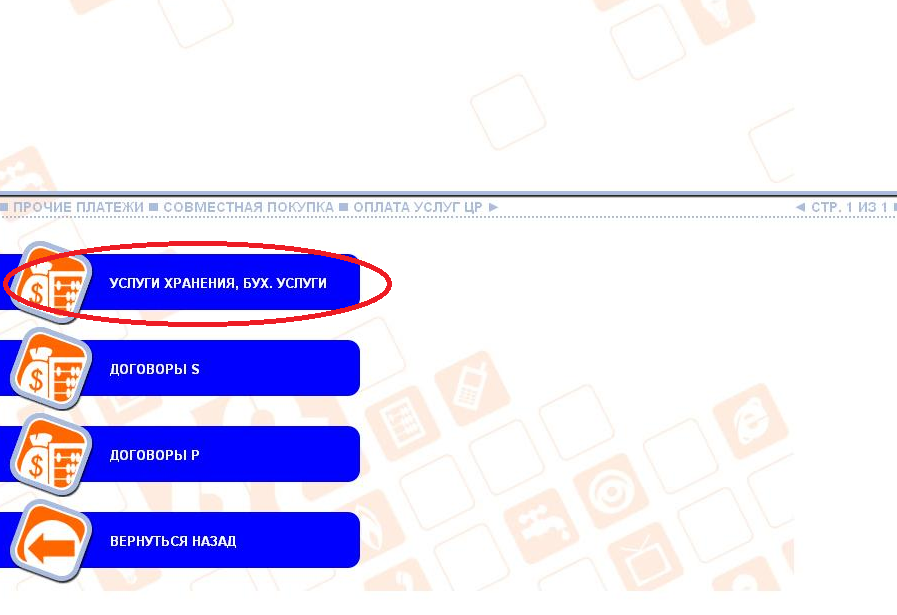 ПРОЧИЕ ПЛАТЕЖИ ■ СОВМЕСТНАЯ ПОКУПКА ■ ОПЛАТА УСЛУГ ЦР ► ◄ СТР. 1 ИЗ 1
УСЛУГИ ХРАНЕНИЯ, БУХ. УСЛУГИ
ДОГОВОРЫ S
ДОГОВОРЫ P
ВЕРНУТЬСЯ НАЗАД